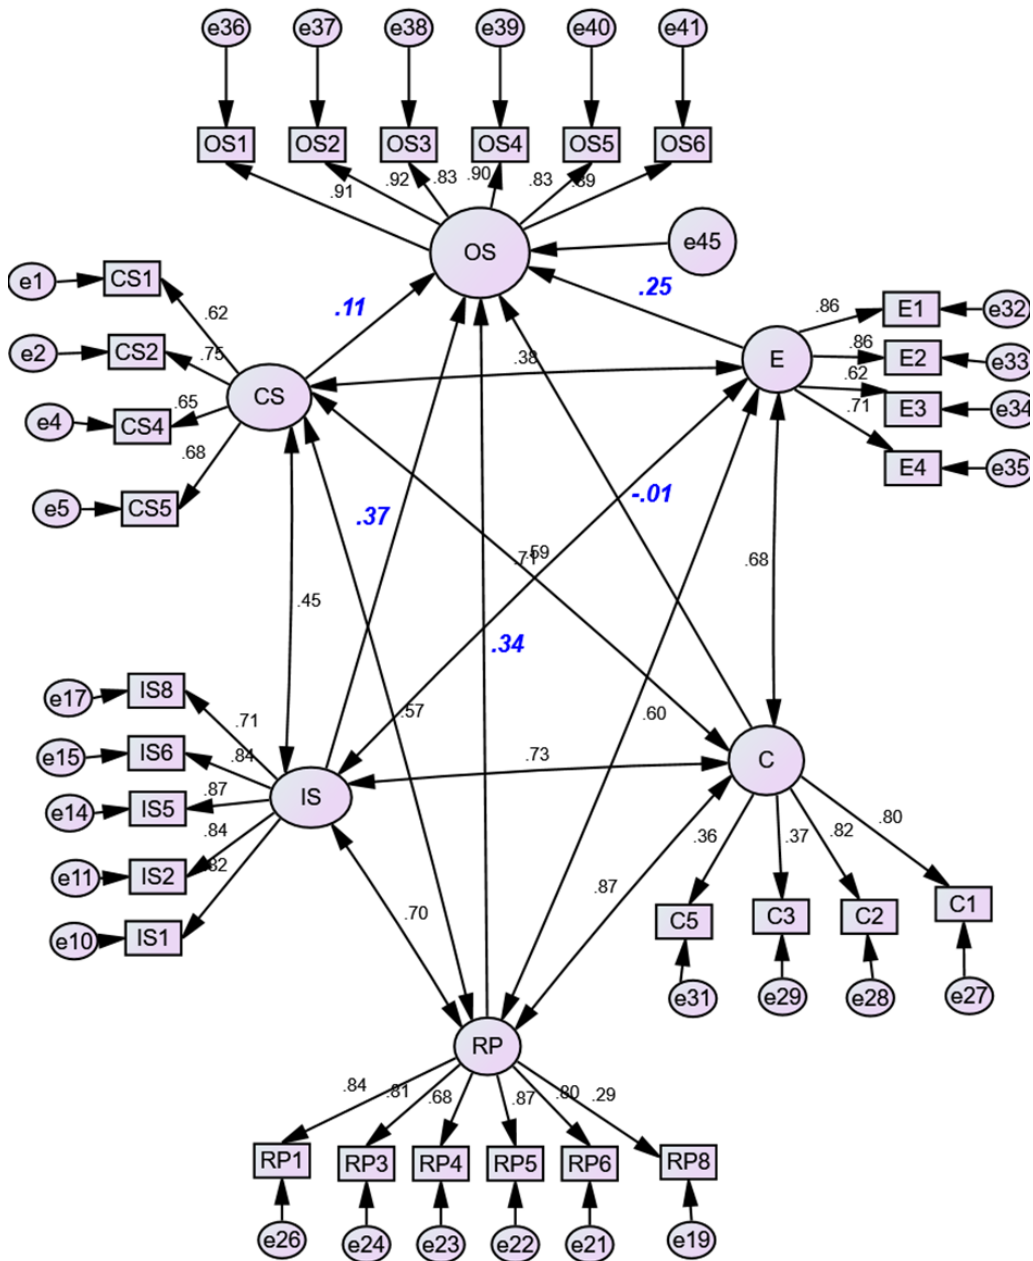 e36 e37 e38 e39 e40 e41
OS1 OS2 OS3 OS4 OS5 OS6
.91 .92 .83 .90 .83 .89
OS e45
e1 CS1
.62
.11 .25
.86 E1 e32
e2 CS2 .75
.38 E .86 E2 e33
CS .62
e4 CS4 .65 .71 E3 e34
.68 E4 e35
e5 CS5
.37 -.01
.71 .59 .68
.45
.34
e17 IS8 .71
.57 .60
e15 IS6 .84
.73 C
e14 IS5 .87 IS
.84 .36 .37 .82 .80
e11 IS2 .82
.87
e10 IS1 .70
C5 C3 C2 C1
e31 e29 e28 e27
RP
.84 .81 .68 .87 .80 .29
RP1 RP3 RP4 RP5 RP6 RP8
e26 e24 e23 e22 e21 e19